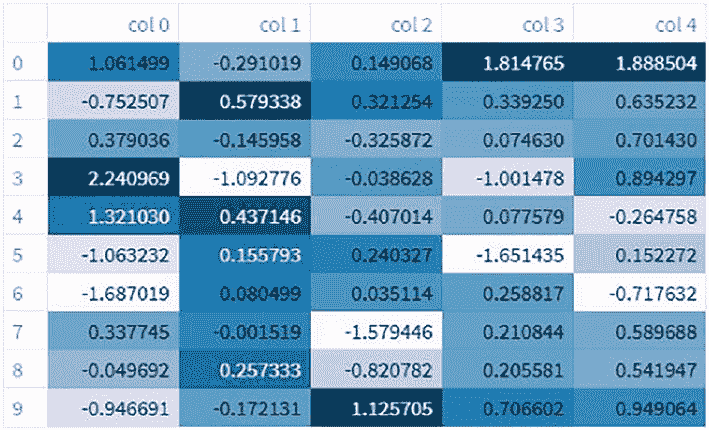 col 0 col 1 col 2 col 3 col 4
0 1.061499 -0.291019 0.149068 1.814765 1.888504
1 -0.752507 0.579338 0.321254 0.339250 0.635232
2 0.379036 -0.145958 -0.325872 0.074630 0.701430
3 2.240969 -1.092776 -0.038628 -1.001478 0.894297
4 1.321030 0.437146 -0.407014 0.077579 -0.264758
5 -1.063232 0.155793 0.240327 -1.651435 0.152272
6 -1.687019 0.080499 0.035114 0.258817 -0.717632
7 0.337745 -0.001519 -1.579446 0.210844 0.589688
8 -0.049692 0.257333 -0.820782 0.205581 0.541947
9 -0.946691 -0.172131 1.125705 0.706602 0.949064